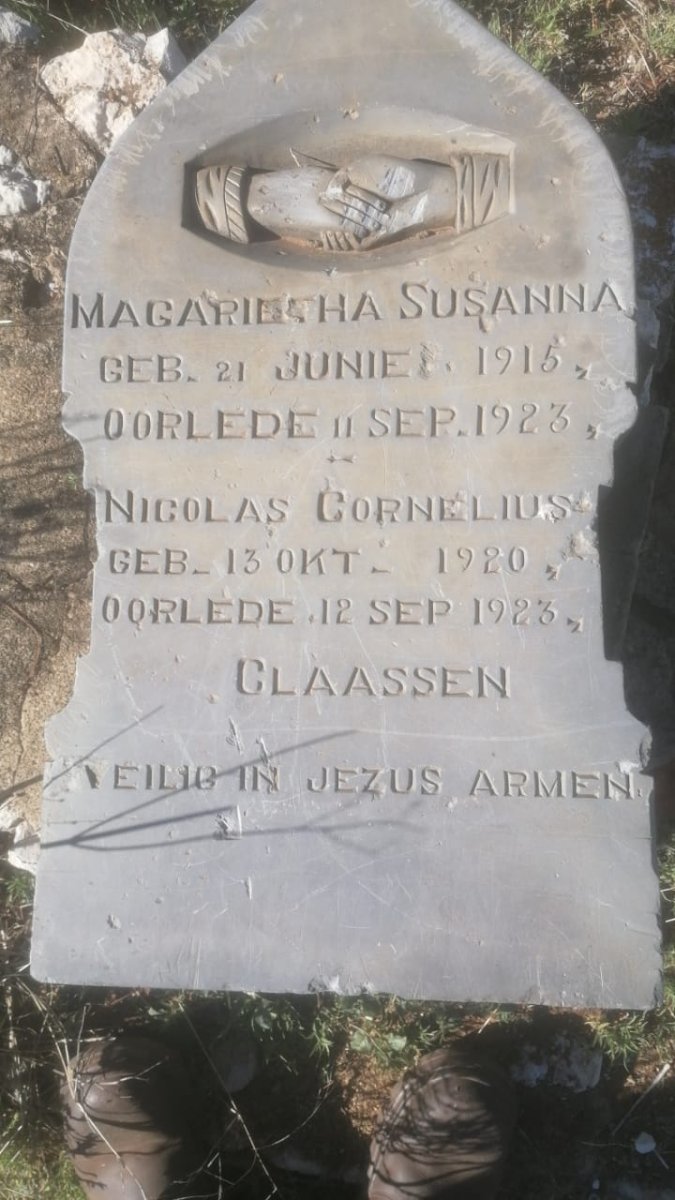 MAGARIETHA SUSANNA
GEB. 21 JUNIE 1915
OORLEDE 11 SEP. 1923
NICOLAS CORNELIUS
GEB. 13 OKT. 1920
OORLEDE 12 SEP 1923
CLAASSEN
VEILIG IN JEZUS ARMEN.